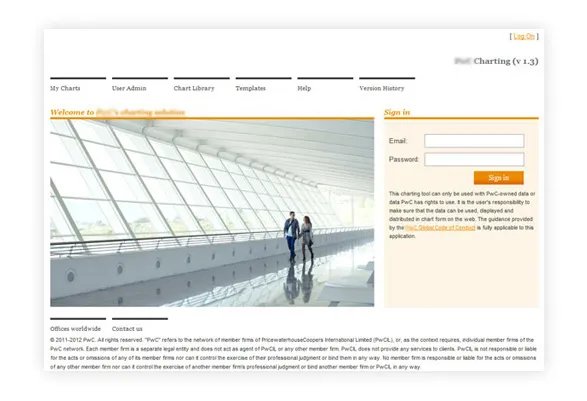 [ Log On ]
Charting (v 1.3)
My Charts User Admin Chart Library Templates Help Version History
Welcome to
Sign in
Email:
Password:
Sign in
This charting tool can only be used with PwC-owned data or
data PwC has rights to use. It is the user's responsibility to
make sure that the data can be used, displayed and
distributed in chart form on the web. The guidance provided
by the PwC Global Code of Conduct is fully applicable to this
application.
Offices worldwide Contact us
© 2011-2012 PwC. All rights reserved. "PwC" refers to the network of member firms of PricewaterhouseCoopers International Limited (PwCIL), or, as the context requires, individual member firms of the
PwC network. Each member firm is a separate legal entity and does not act as agent of PwCIL or any other member firm. PwCIL does not provide any services to clients. PwCIL is not responsible or liable
for the acts or omissions of any of its member firms nor can it control the exercise of their professional judgment or bind them in any way. No member firm is responsible or liable for the acts or omissions
of any other member firm nor can it control the exercise of another member firm's professional judgment or bind another member firm or PwCIL in any way.